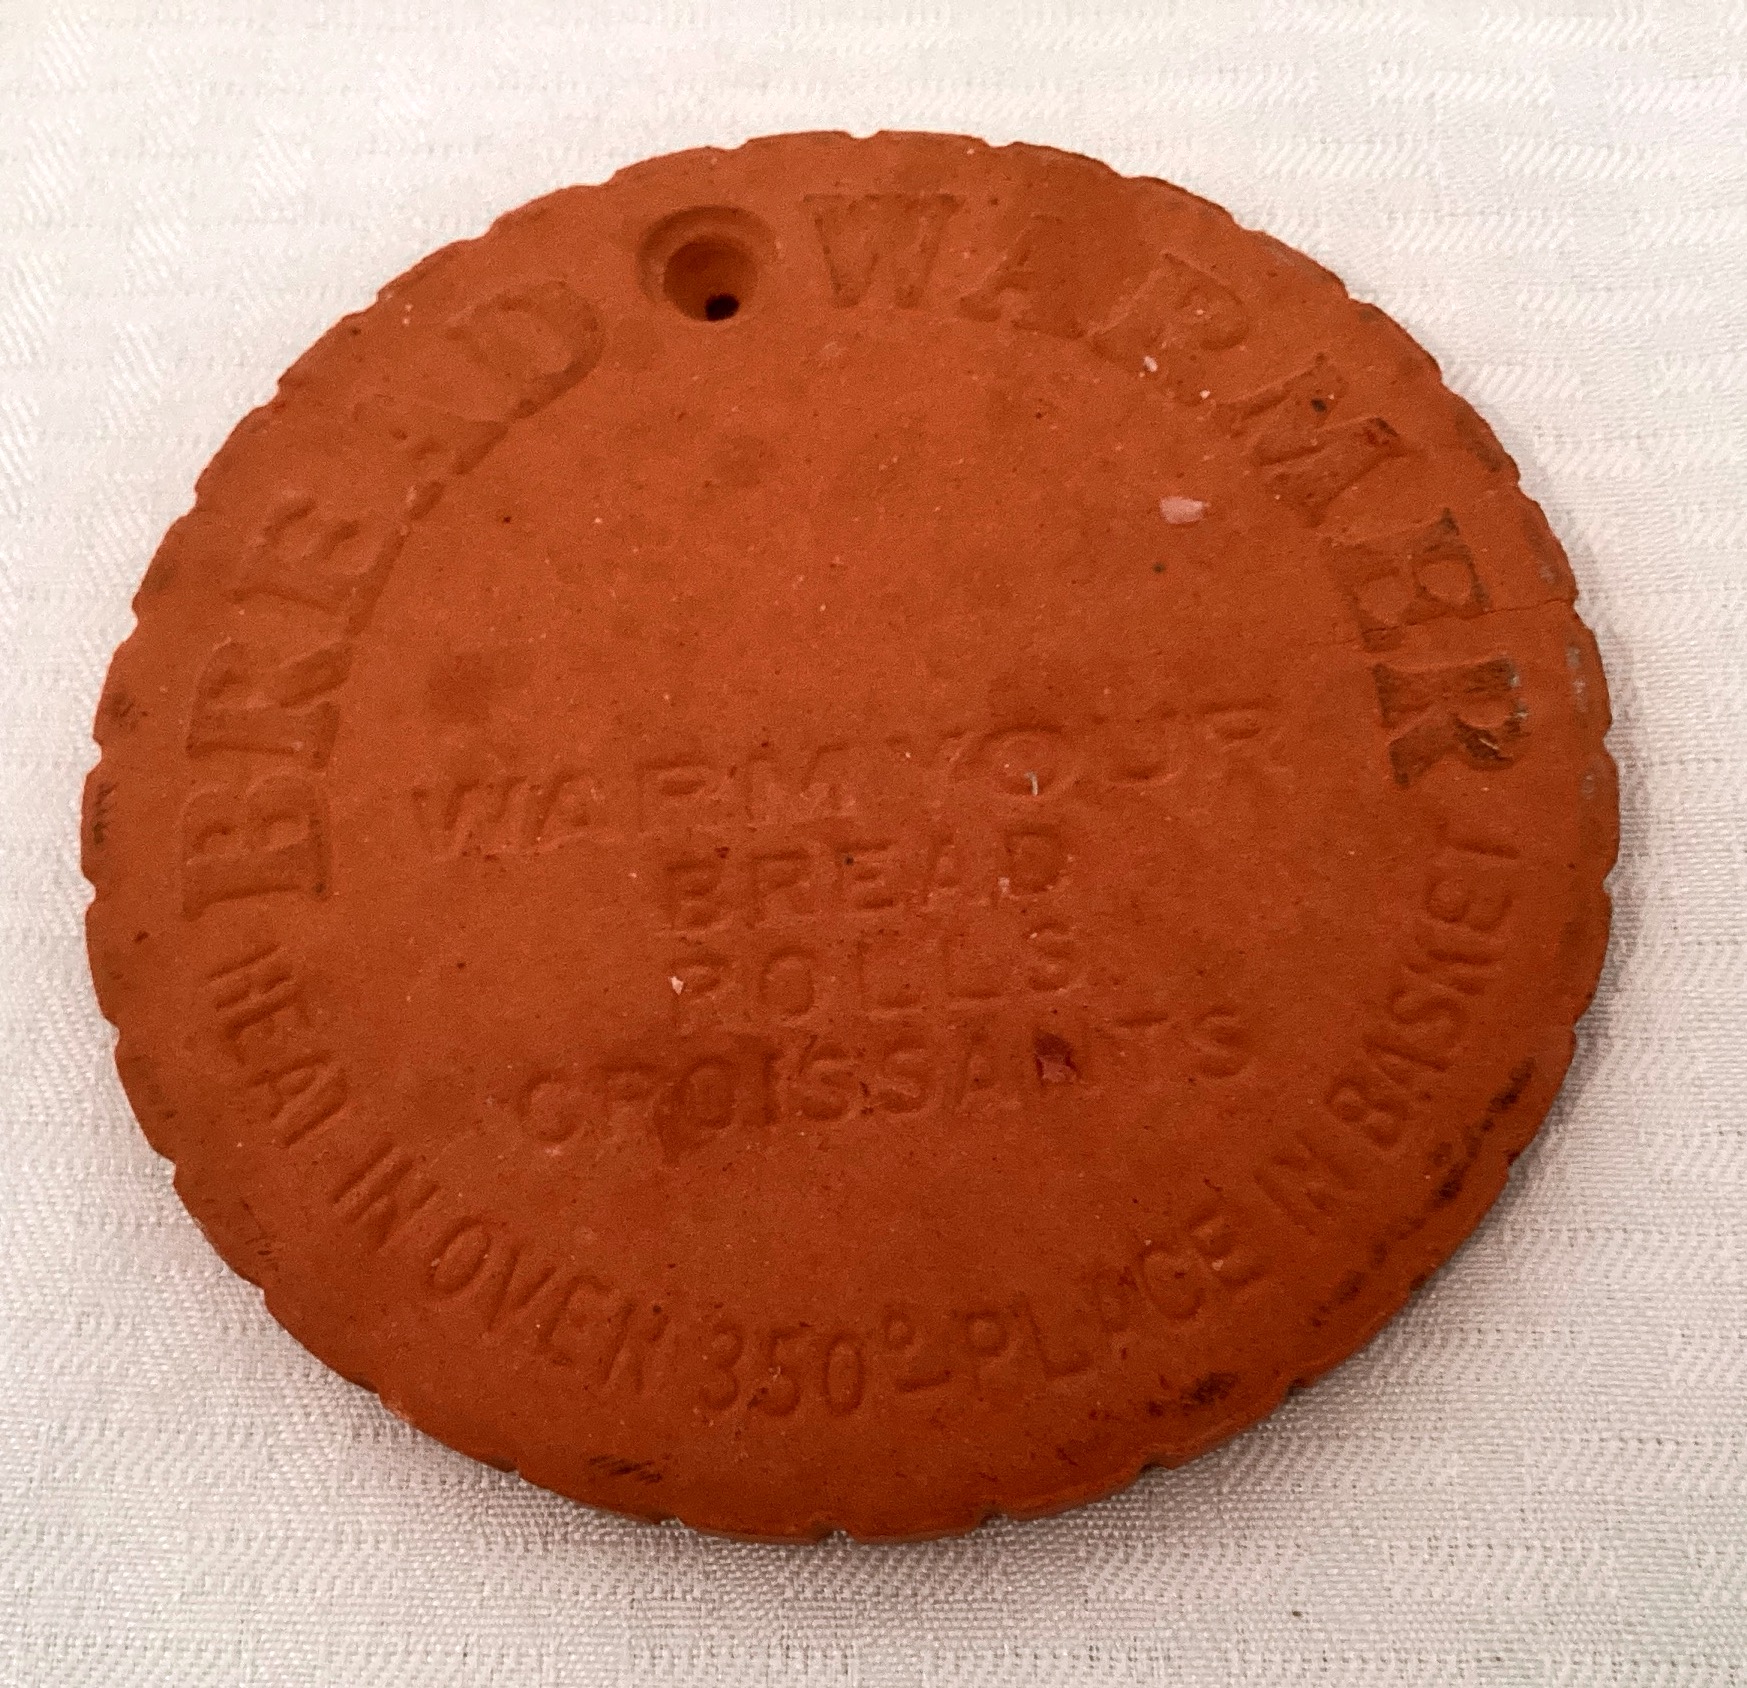 BREAD WARMER
WARM YOUR
BREAD
ROLLS
CROISSANTS
HEAT IN OVEN 350° - PLACE IN BASKET